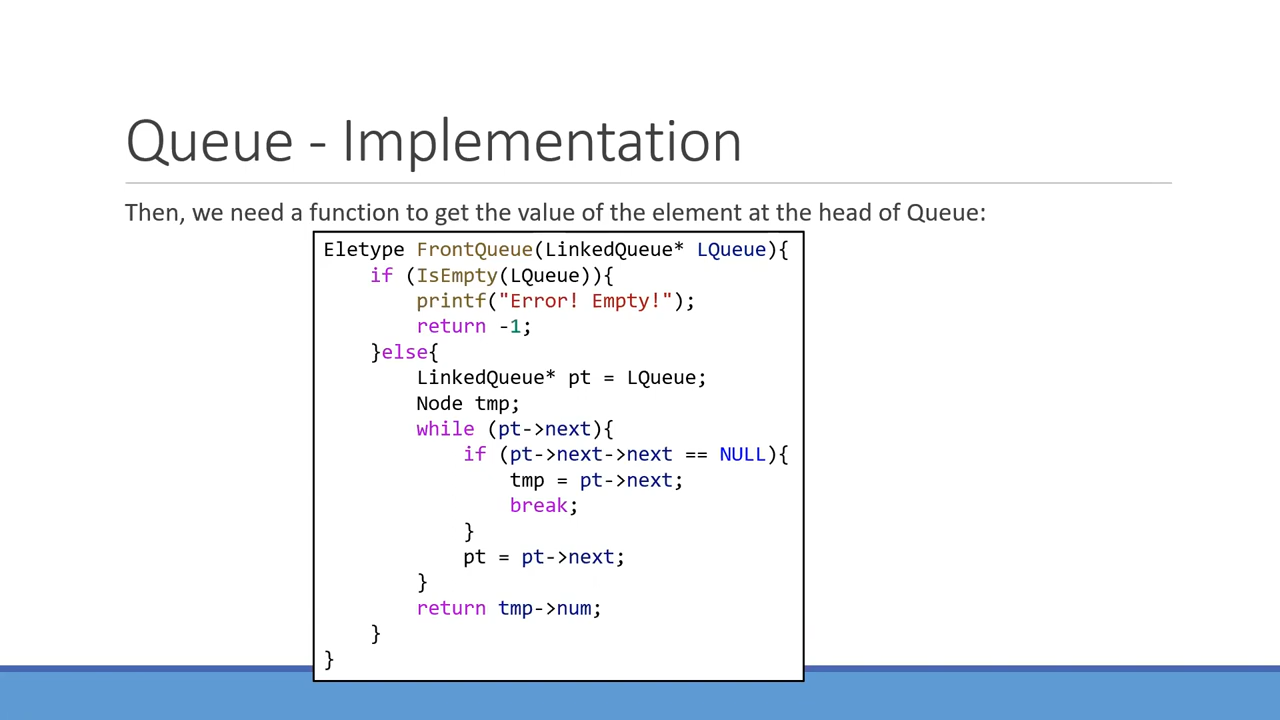 Queue - Implementation
Then, we need a function to get the value of the element at the head of Queue:
Eletype FrontQueue(LinkedQueue* LQueue){
    if (IsEmpty(LQueue)){
        printf("Error! Empty!");
        return -1;
    }else{
        LinkedQueue* pt = LQueue;
        Node tmp;
        while (pt->next){
            if (pt->next->next == NULL){
                tmp = pt->next;
                break;
            }
            pt = pt->next;
        }
        return tmp->num;
    }
}